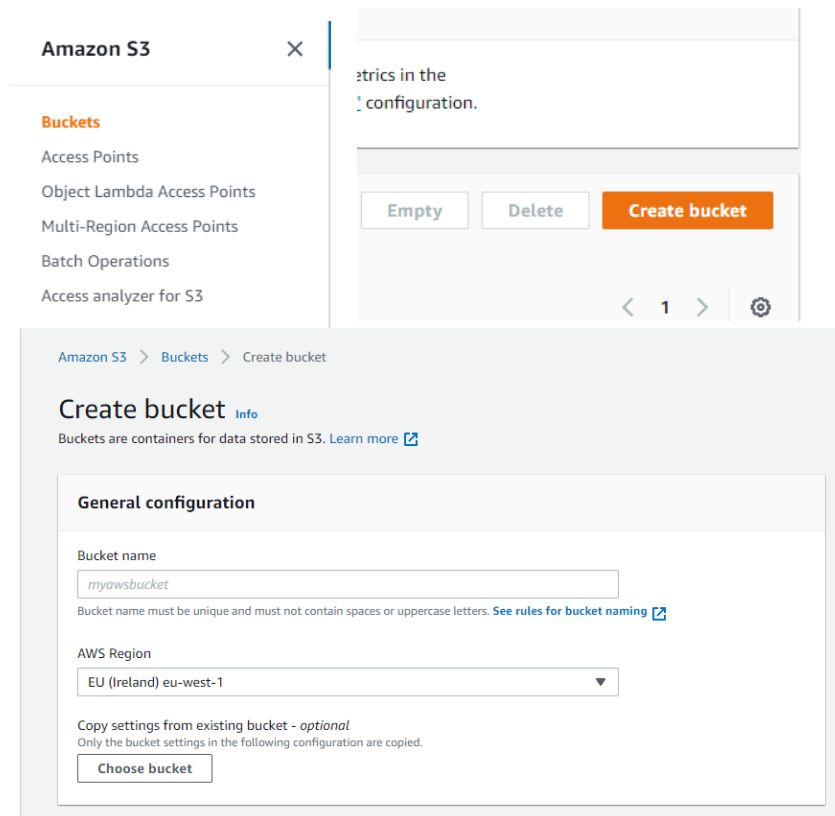 Amazon S3
Buckets
Access Points
Object Lambda Access Points
Multi-Region Access Points
Batch Operations
Access analyzer for S3
etrics in the
configuration.
Empty
Delete
Create bucket
1
Amazon S3 > Buckets > Create bucket
Create bucket Info
Buckets are containers for data stored in S3. Learn more
General configuration
Bucket name
myawsbucket
Bucket name must be unique and must not contain spaces or uppercase letters. See rules for bucket naming
AWS Region
EU (Ireland) eu-west-1
Copy settings from existing bucket - optional
Only the bucket settings in the following configuration are copied.
Choose bucket